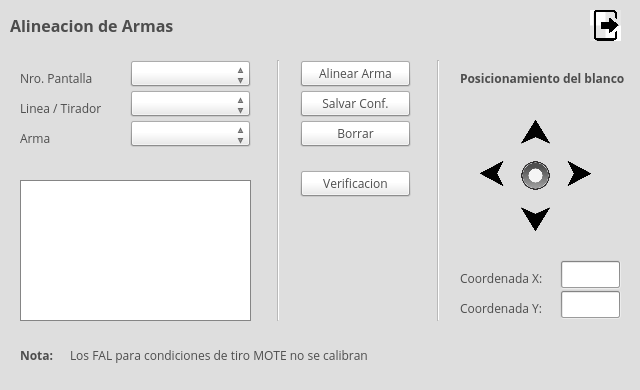 Alineacion de Armas
Nro. Pantalla
Linea / Tirador
Arma
Alinear Arma
Salvar Conf.
Borrar
Verificacion
Posicionamiento del blanco
Coordenada X:
Coordenada Y:
Nota: Los FAL para condiciones de tiro MOTE no se calibran